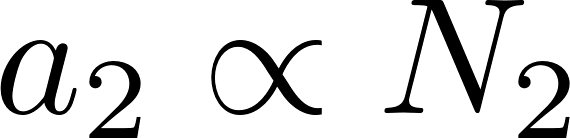 a₂ ∝ N₂